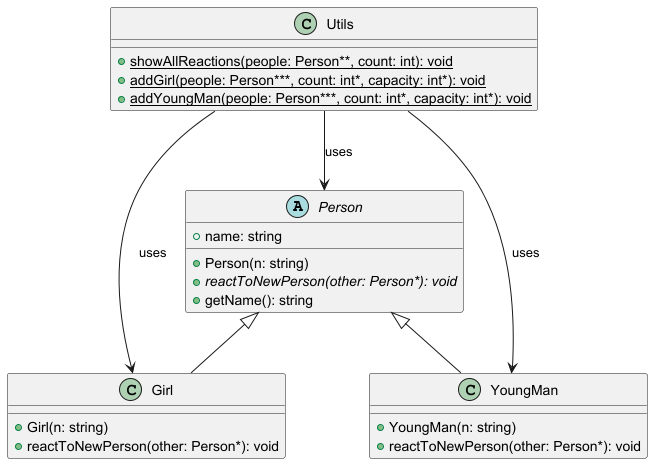 C Utils
showAllReactions(people: Person**, count: int): void
addGirl(people: Person***, count: int*, capacity: int*): void
addYoungMan(people: Person***, count: int*, capacity: int*): void
uses
A Person
name: string
Person(n: string)
reactToNewPerson(other: Person*): void
getName(): string
uses
uses
C Girl
Girl(n: string)
reactToNewPerson(other: Person*): void
C YoungMan
YoungMan(n: string)
reactToNewPerson(other: Person*): void